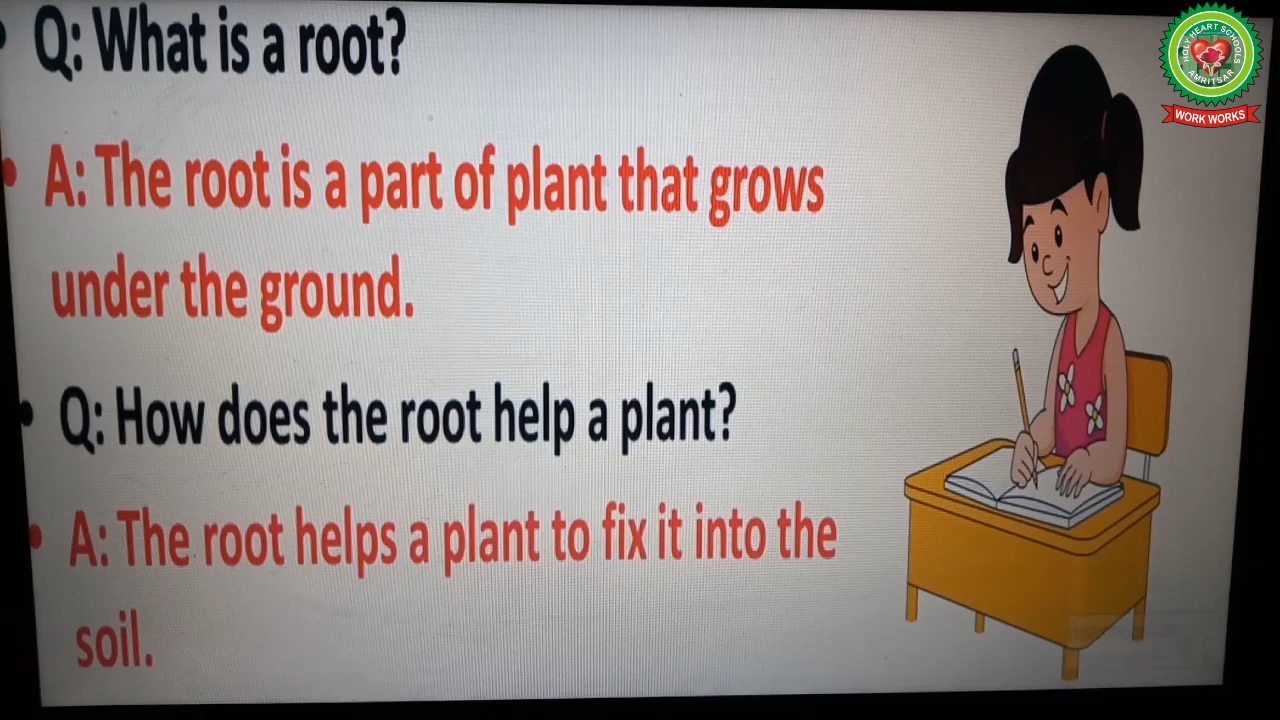 Q: What is a root?
A: The root is a part of plant that grows
under the ground.
Q: How does the root help a plant?
A: The root helps a plant to fix it into the
soil.
HOLY HEART SCHOOLS
AMRITSAR
WORK WORKS